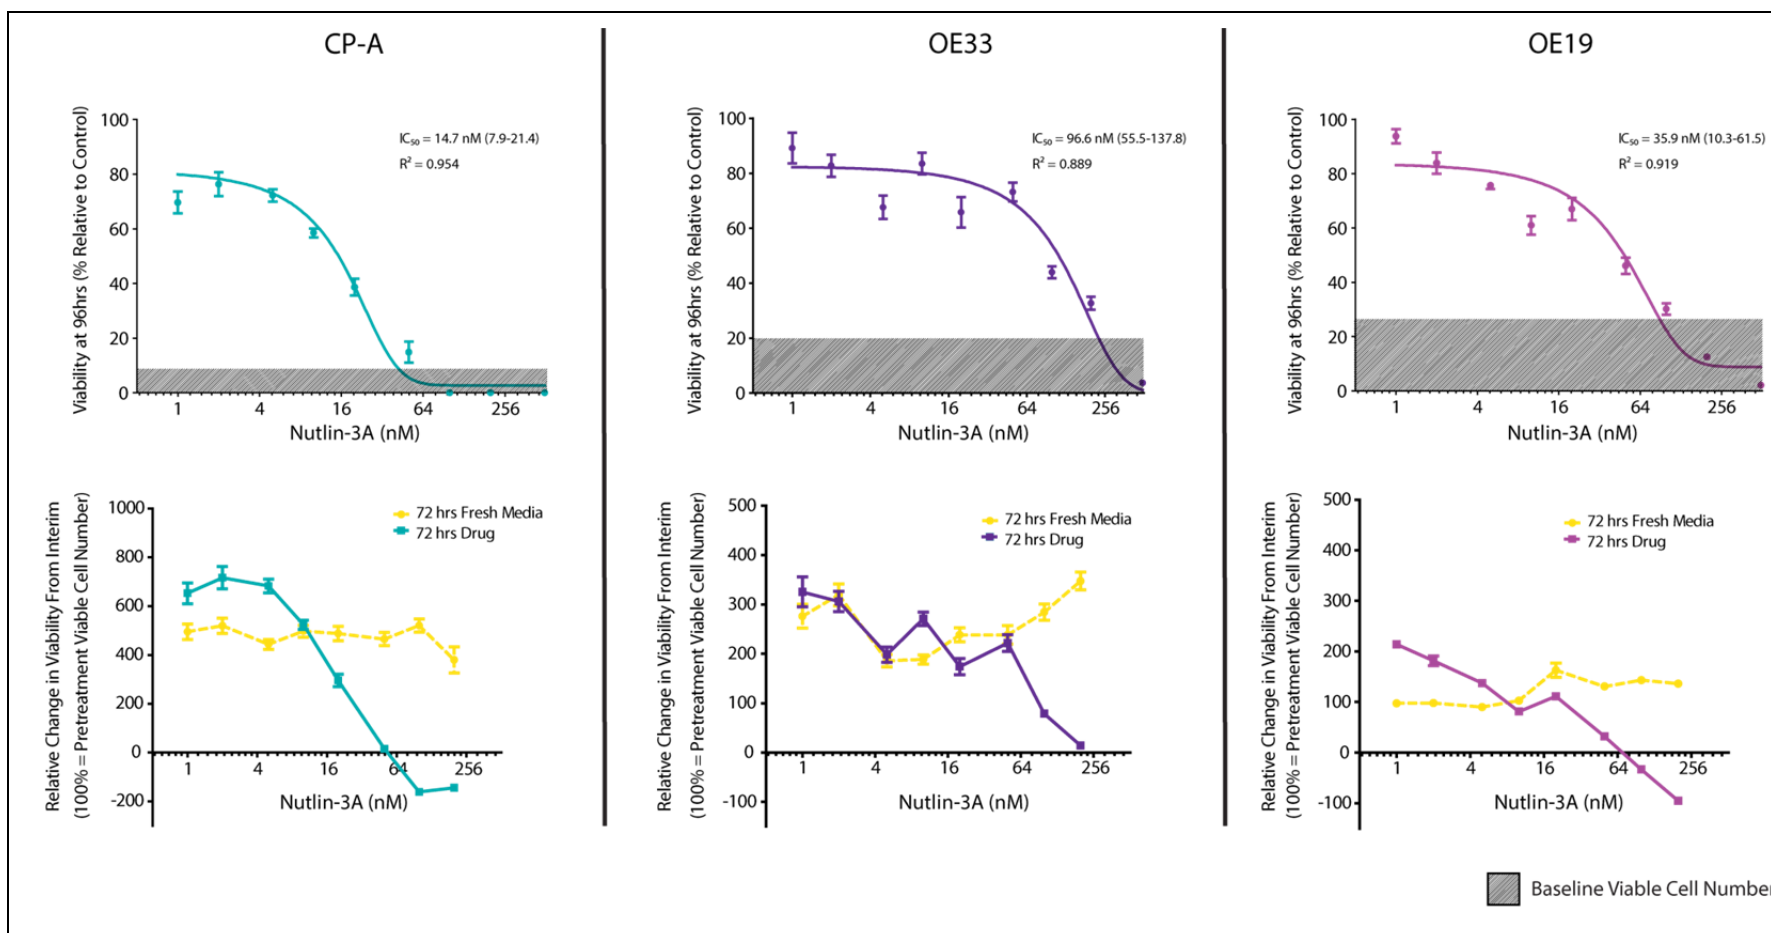 CP-A
OE33
OE19
Viability at 96hrs (% Relative to Control)
100
80
60
40
20
0
IC50 = 14.7 nM (7.9-21.4)
R² = 0.954
1 4 16 64 256
Nutlin-3A (nM)
Viability at 96hrs (% Relative to Control)
100
80
60
40
20
0
IC50 = 96.6 nM (55.5-137.8)
R² = 0.889
1 4 16 64 256
Nutlin-3A (nM)
Viability at 96hrs (% Relative to Control)
100
80
60
40
20
0
IC50 = 35.9 nM (10.3-61.5)
R² = 0.919
1 4 16 64 256
Nutlin-3A (nM)
Relative Change in Viability From Interim
(100% = Pretreatment Viable Cell Number)
1000
800
600
400
200
0
-200
72 hrs Fresh Media
72 hrs Drug
1 4 16 64 256
Nutlin-3A (nM)
Relative Change in Viability From Interim
(100% = Pretreatment Viable Cell Number)
500
400
300
200
100
0
-100
72 hrs Fresh Media
72 hrs Drug
1 4 16 64 256
Nutlin-3A (nM)
Relative Change in Viability From Interim
(100% = Pretreatment Viable Cell Number)
500
400
300
200
100
0
-100
72 hrs Fresh Media
72 hrs Drug
1 4 16 64 256
Nutlin-3A (nM)
Baseline Viable Cell Number